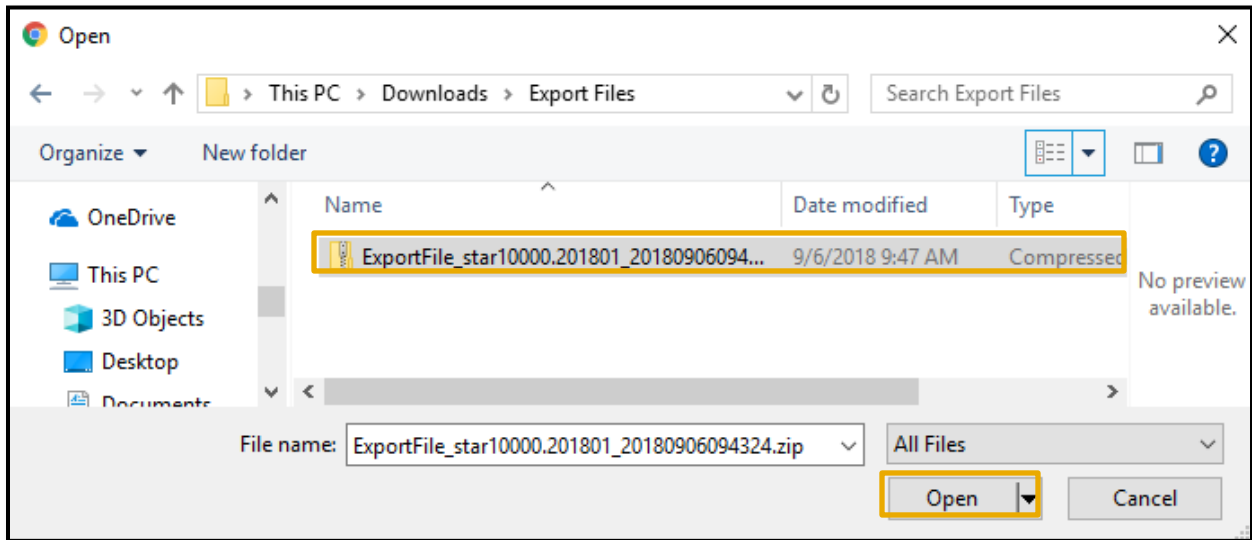 Open
This PC > Downloads > Export Files Search Export Files
Organize New folder
OneDrive
This PC
3D Objects
Desktop
Documents
Name Date modified Type
ExportFile_star10000.201801_20180906094... 9/6/2018 9:47 AM Compressed
No preview
available.
File name: ExportFile_star10000.201801_20180906094324.zip All Files
Open Cancel